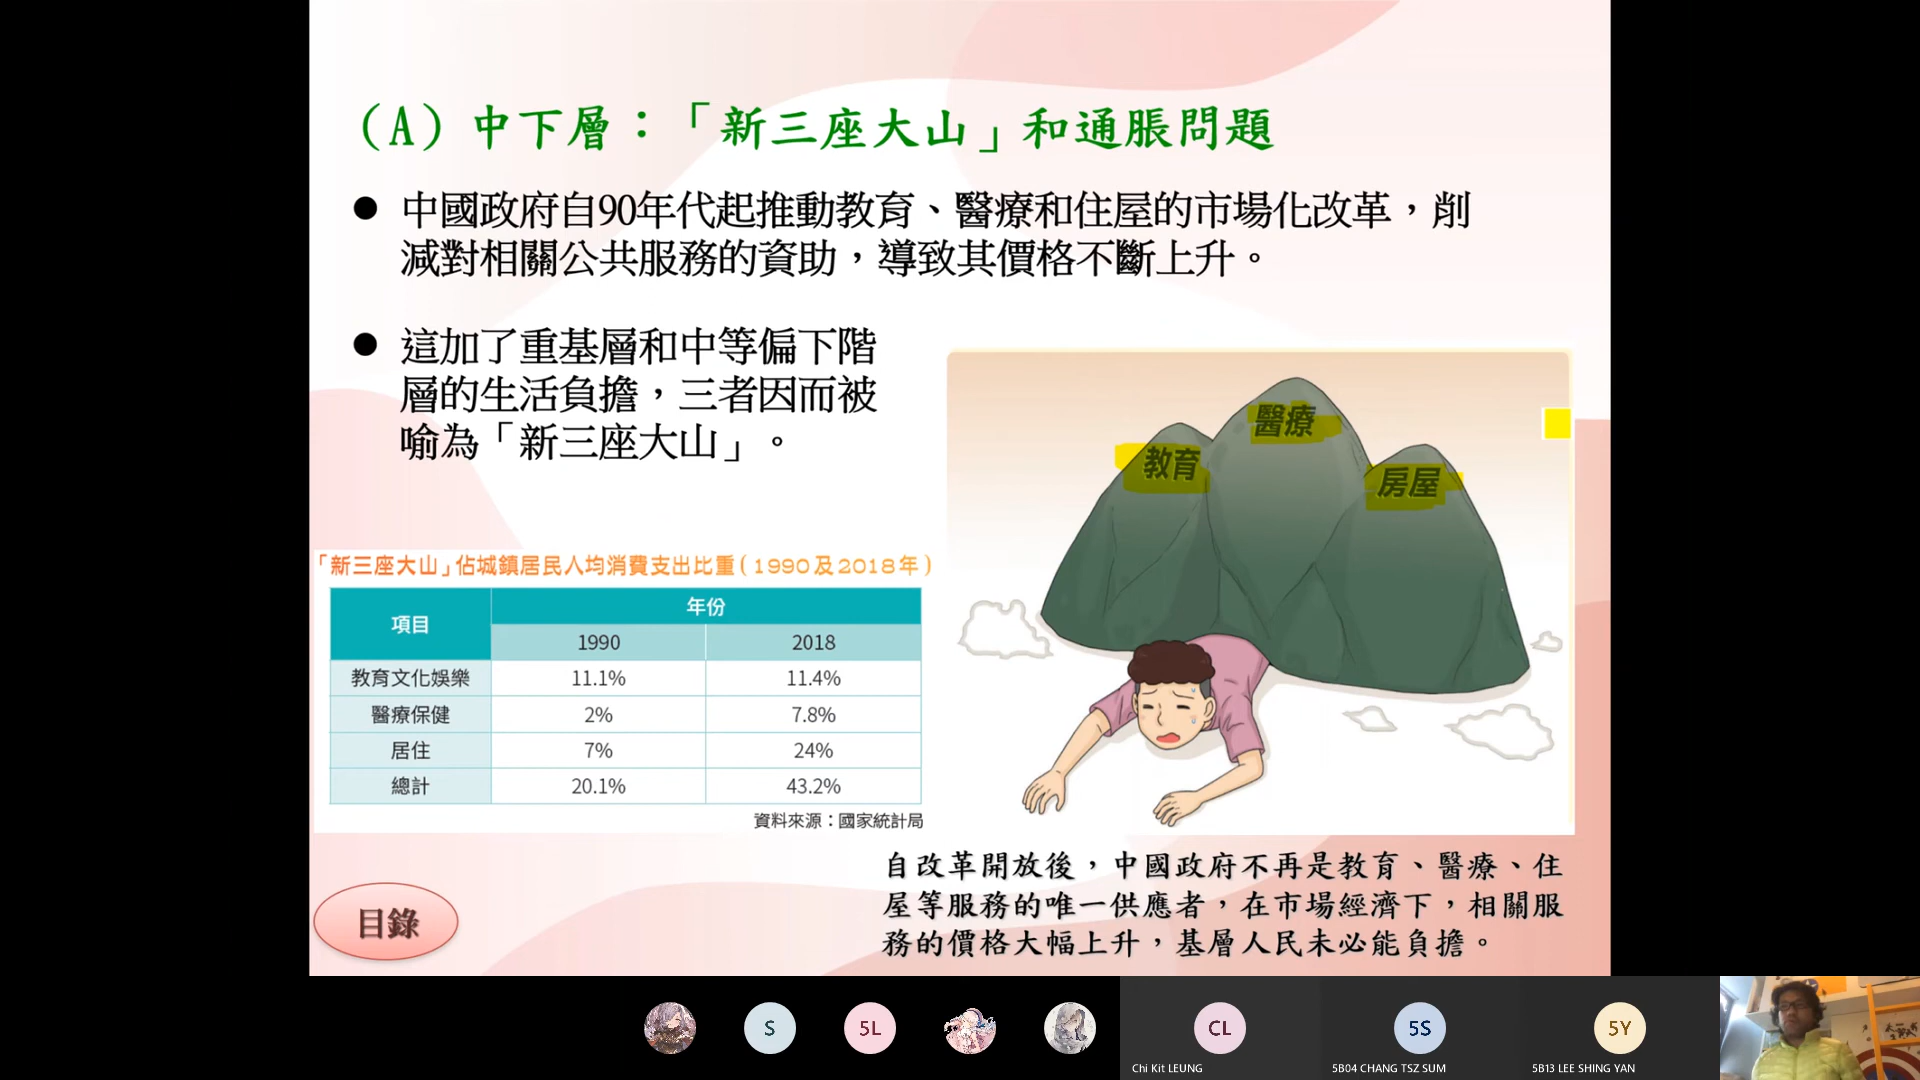 （A）中下層：「新三座大山」和通脹問題
● 中國政府自90年代起推動教育、醫療和住屋的市場化改革，削
減對相關公共服務的資助，導致其價格不斷上升。
● 這加了重基層和中等偏下階
層的生活負擔，三者因而被
喻為「新三座大山」。
教育
醫療
房屋
「新三座大山」佔城鎮居民人均消費支出比重（1990及2018年）
項目 年份
1990 2018
教育文化娛樂 11.1% 11.4%
醫療保健 2% 7.8%
居住 7% 24%
總計 20.1% 43.2%
資料來源：國家統計局
自改革開放後，中國政府不再是教育、醫療、住
屋等服務的唯一供應者，在市場經濟下，相關服
務的價格大幅上升，基層人民未必能負擔。
目錄
S
5L
CL
5S
5Y
Chi Kit LEUNG
5B04 CHANG TSZ SUM
5B13 LEE SHING YAN